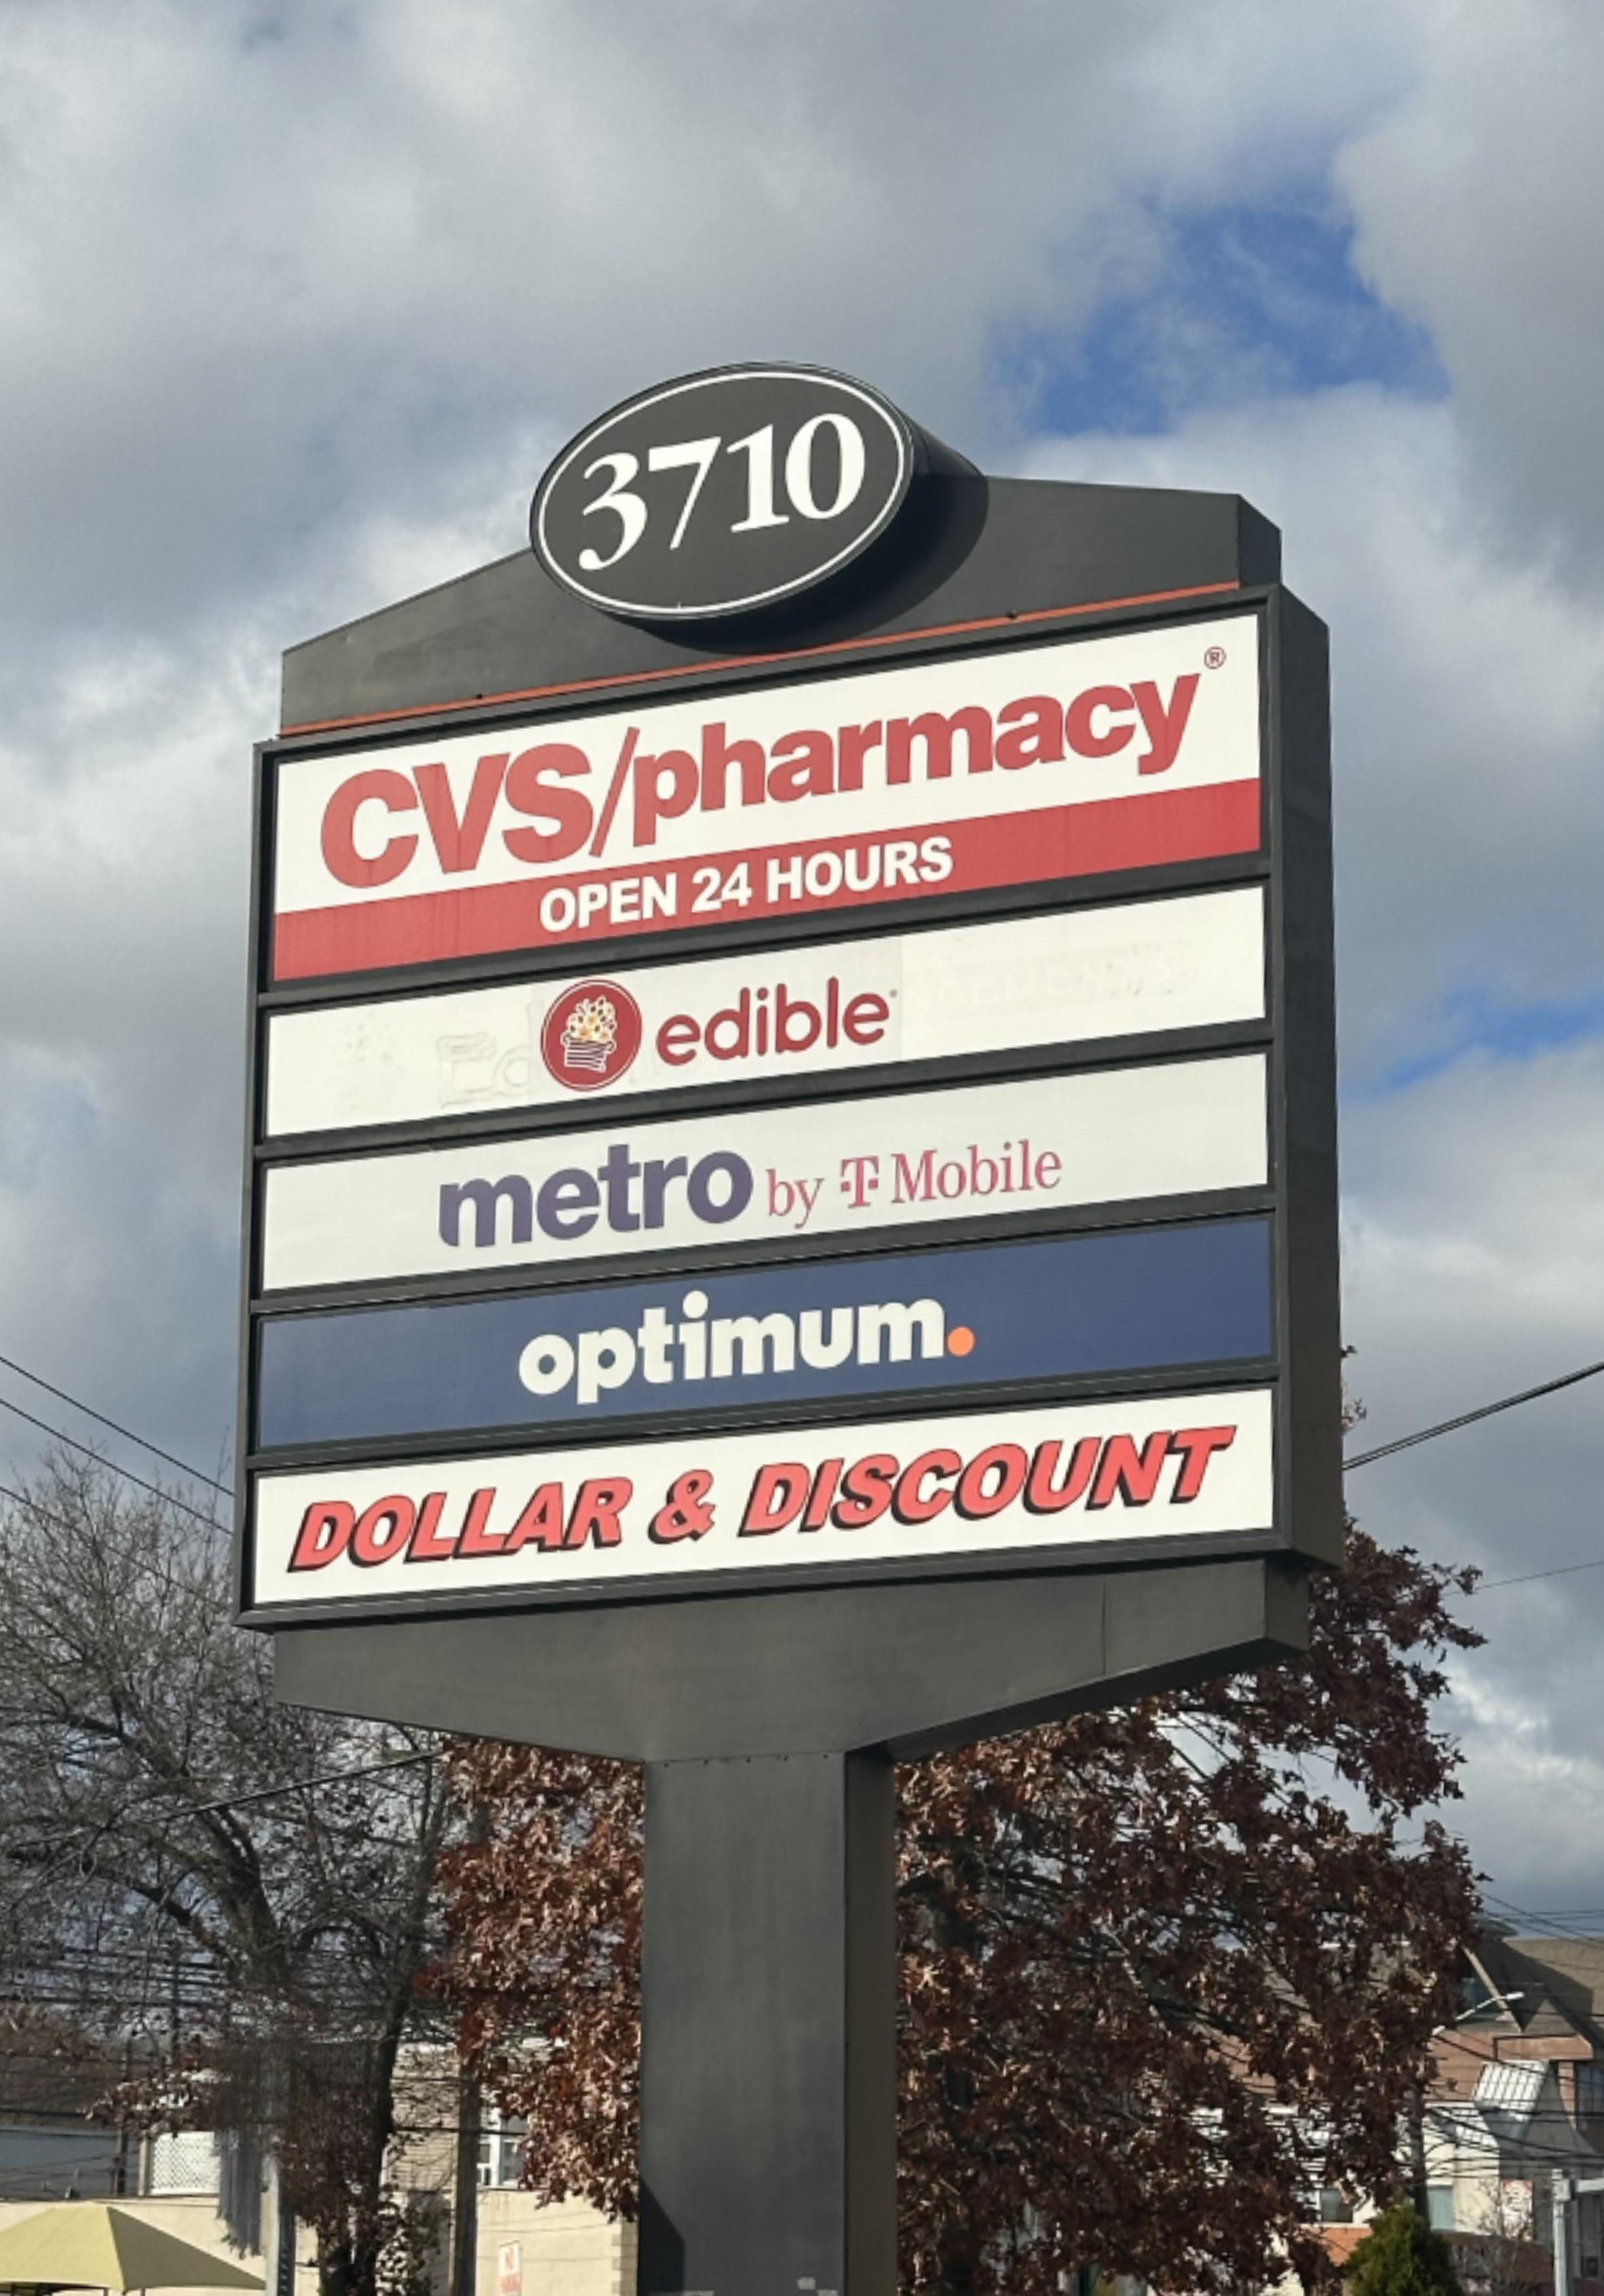 3710
CVS/pharmacy®
OPEN 24 HOURS
edible
metro by T Mobile
optimum.
DOLLAR & DISCOUNT